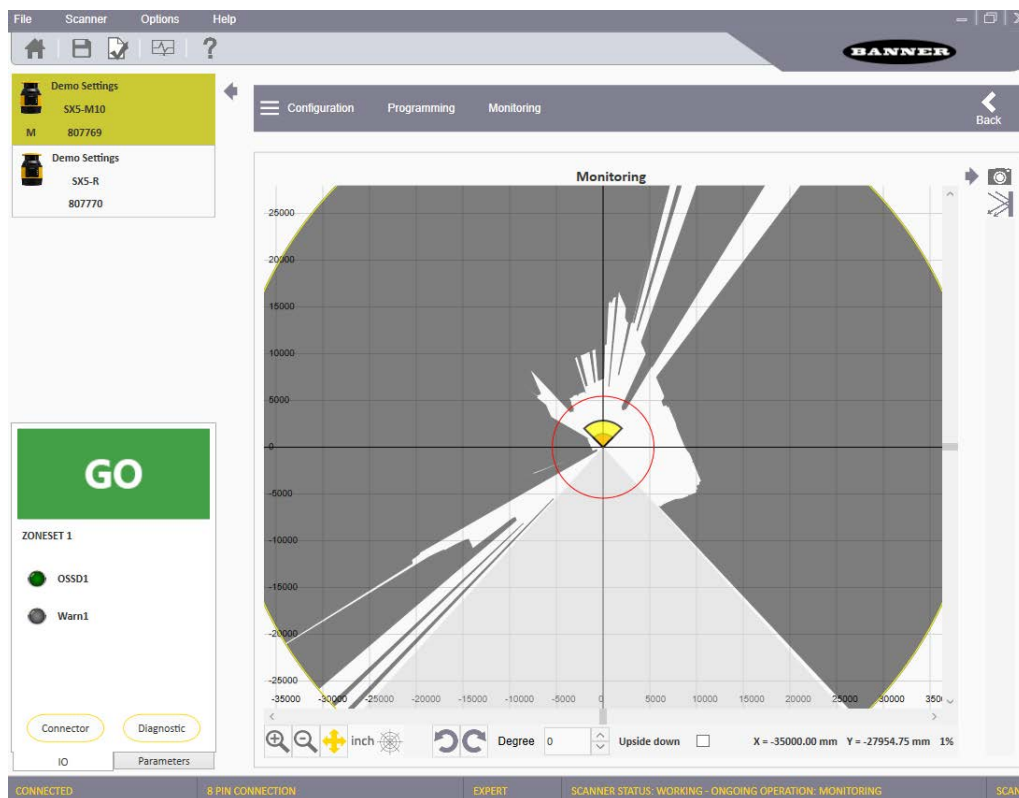 File Scanner Options Help
?
BANNER
Demo Settings
SX5-M10
M 807769
Demo Settings
SX5-R
807770
Configuration Programming Monitoring
Back
Monitoring
25000
20000
15000
10000
5000
0
-5000
-10000
-15000
-20000
-25000
-35000 -30000 -25000 -20000 -15000 -10000 -5000 0 5000 10000 15000 20000 25000 30000 350
GO
ZONESET 1
OSSD1
Warn1
Connector Diagnostic
IO Parameters
inch Degree 0 Upside down X = -35000.00 mm Y = -27954.75 mm 1%
CONNECTED 8 PIN CONNECTION EXPERT SCANNER STATUS: WORKING - ONGOING OPERATION: MONITORING SCAN